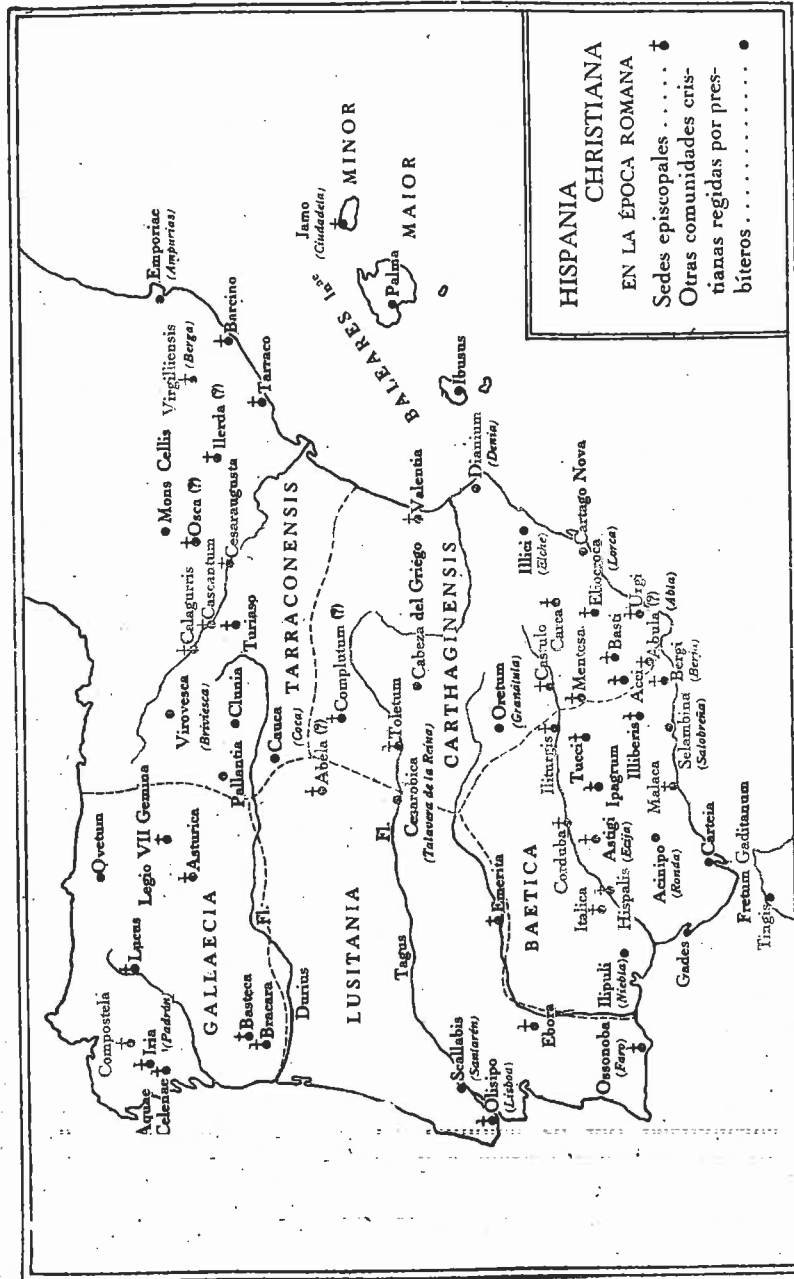 HISPANIA
CHRISTIANA
EN LA ÉPOCA ROMANA
Sedes episcopales . . . . .
Otras comunidades cris-
tianas regidas por pres-
bíteros . . . . . . . . . . . .
Compostela
Iria
(Padrón)
Aquae
Celenae
Lucus
Ovetum
Legio VII Gemina
Asturica
GALLAECIA
Basteca
Bracara
Durius
Fl.
Pallantia
Virovesca
(Briviesca)
Clunia
Cauca
(Coca)
Calagurris
Cascantum
Turiaso
Cesaraugusta
Osca (?)
Mons Cellis
Ilerda (?)
Virgiliensis
(Berga)
Emporiae
(Ampurias)
Barcino
Tarraco
TARRACONENSIS
Jamo
(Ciudadela)
MINOR
MAIOR
BALEARES Inae
Palma
Ibusus
LUSITANIA
Abela (?)
Complutum (?)
Toletum
Cesarobica
(Talavera de la Reina)
Tagus
Fl.
Cabeza del Griego
Valentia
Dianium
(Denia)
CARTHAGINENSIS
Scallabis
(Santarén)
Olisipo
(Lisboa)
Ebora
Emerita
Oretum
(Granátula)
BAETICA
Illici
(Elche)
Cartago Nova
Eliocroca
(Lorca)
Carca
Castulo
Mentesa
Iliturgis
Tucci
Corduba
Basti
Urgi
Acci
Abula (?)
(Abla)
Bergi
(Berja)
Illiberis
Ipagrum
Astigi
(Ecija)
Italica
Hispalis
Ilipuli
(Niebla)
Ossonoba
(Faro)
Selambina
(Salobreña)
Malaca
Acinipo
(Ronda)
Carteia
Gades
Fretum Gaditanum
Tingis